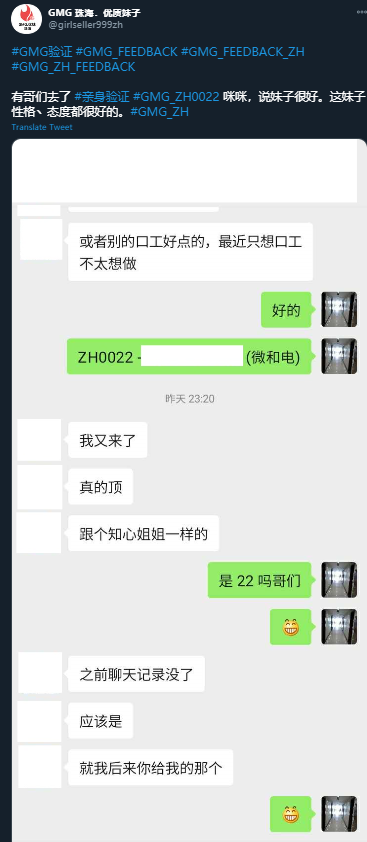 GMG 珠海．优质妹子
@girlseller999zh
#GMG验证 #GMG_FEEDBACK #GMG_FEEDBACK_ZH
#GMG_ZH_FEEDBACK
有哥们去了 #亲身验证 #GMG_ZH0022 咪咪，说妹子很好。这妹子
性格、态度都很好的。#GMG_ZH
Translate Tweet
或者别的口工好点的，最近只想口工
不太想做
好的
ZH0022 - (微和电)
昨天 23:20
我又来了
真的顶
跟个知心姐姐一样的
是 22 吗哥们
之前聊天记录没了
应该是
就我后来你给我的那个